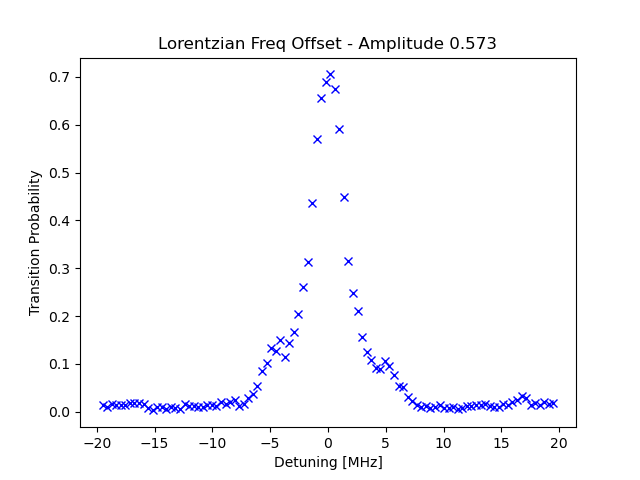 Lorentzian Freq Offset - Amplitude 0.573
0.7
0.6
0.5
0.4
0.3
0.2
0.1
0.0
Transition Probability
−20 −15 −10 −5 0 5 10 15 20
Detuning [MHz]